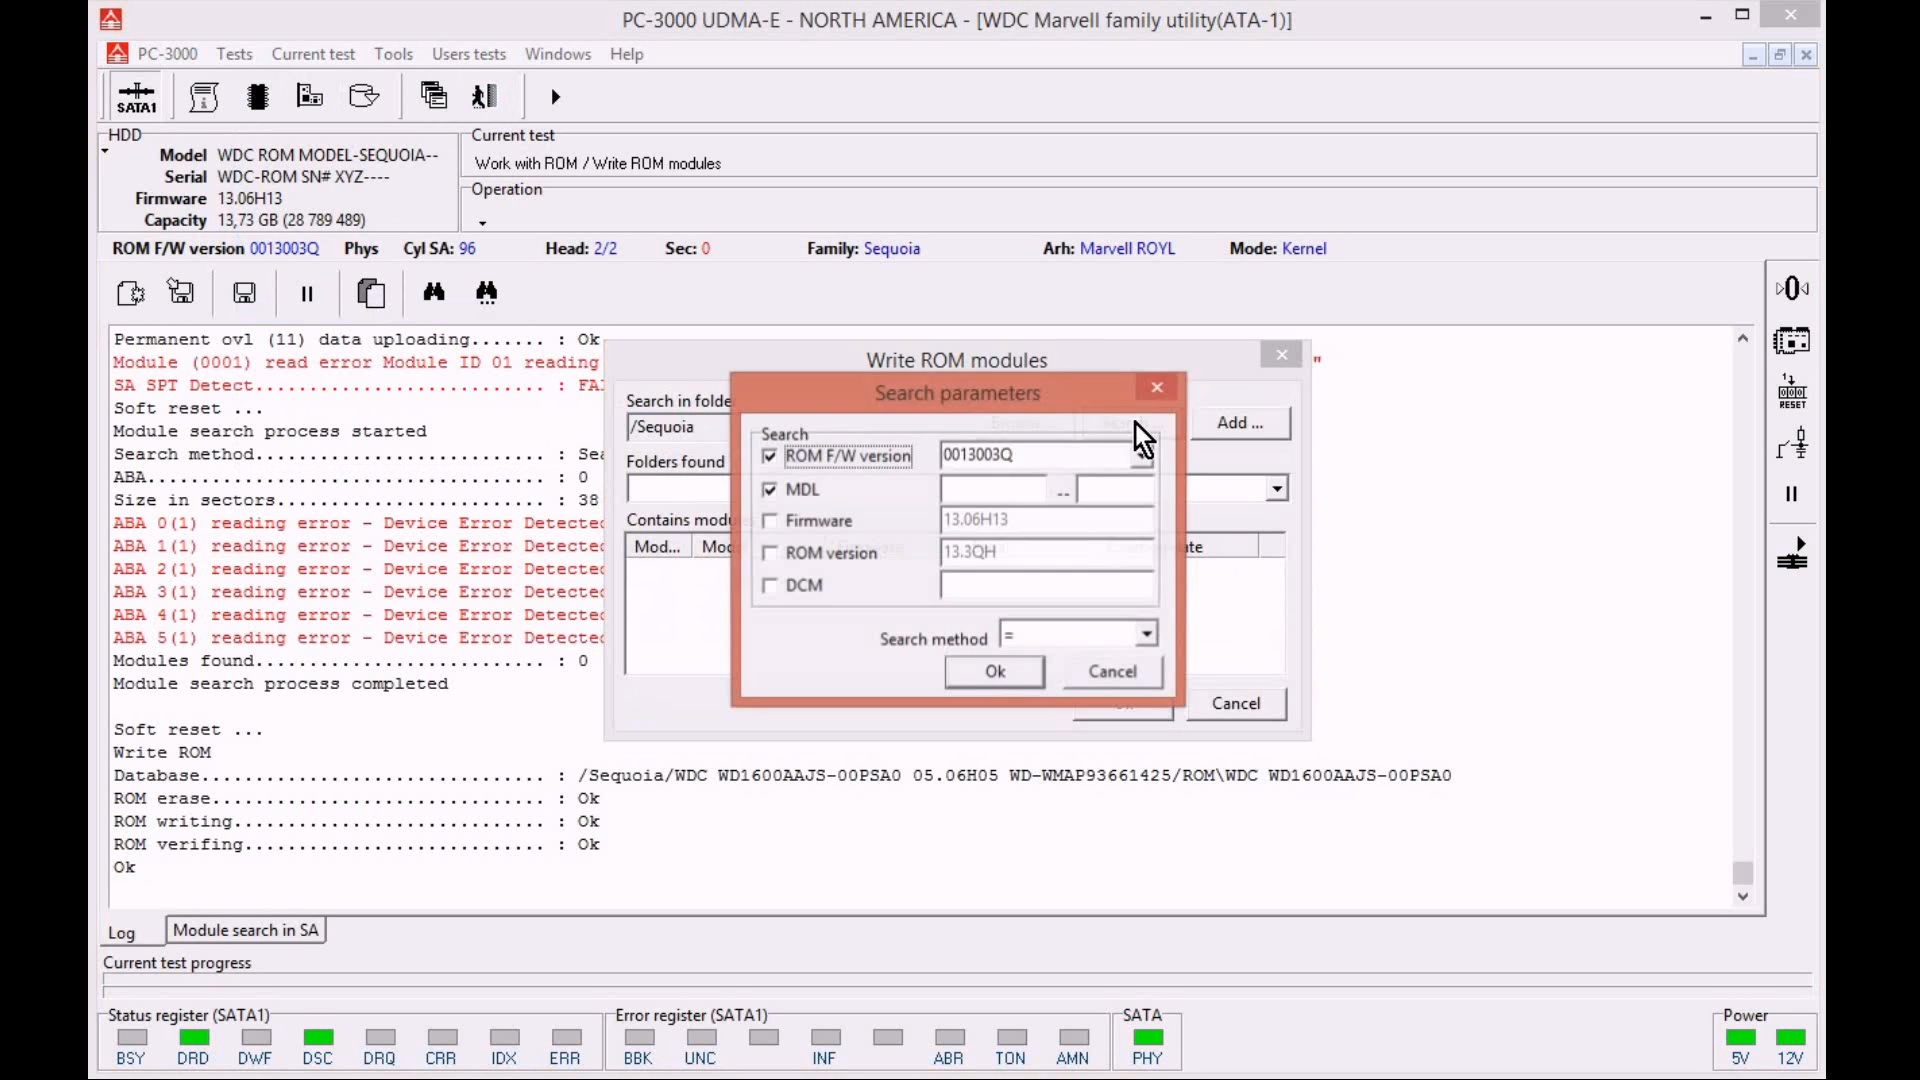 PC-3000 UDMA-E - NORTH AMERICA - [WDC Marvell family utility(ATA-1)]
PC-3000 Tests Current test Tools Users tests Windows Help
SATA1
HDD
Model WDC ROM MODEL-SEQUOIA--
Serial WDC-ROM SN# XYZ----
Firmware 13.06H13
Capacity 13,73 GB (28 789 489)
Current test
Work with ROM / Write ROM modules
Operation
ROM F/W version 0013003Q Phys Cyl SA: 96 Head: 2/2 Sec: 0 Family: Sequoia Arh: Marvell ROYL Mode: Kernel
Permanent ovl (11) data uploading....... : Ok
Module (0001) read error Module ID 01 reading "
SA SPT Detect........................... : FA
Soft reset ...
Module search process started
Search method........................... : Sea
ABA..................................... : 0
Size in sectors......................... : 38
ABA 0(1) reading error - Device Error Detected
ABA 1(1) reading error - Device Error Detected
ABA 2(1) reading error - Device Error Detected
ABA 3(1) reading error - Device Error Detected
ABA 4(1) reading error - Device Error Detected
ABA 5(1) reading error - Device Error Detected
Modules found........................... : 0
Module search process completed
Soft reset ...
Write ROM
Database................................ : /Sequoia/WDC WD1600AAJS-00PSA0 05.06H05 WD-WMAP93661425/ROM\WDC WD1600AAJS-00PSA0
ROM erase............................... : Ok
ROM writing............................. : Ok
ROM verifing............................ : Ok
Ok
Write ROM modules
Search in folde
/Sequoia
Add ...
Folders found
Contains modu
Mod... Mod
te
Cancel
Search parameters
Search
ROM F/W version 0013003Q
MDL --
Firmware 13.06H13
ROM version 13.3QH
DCM
Search method =
Ok Cancel
RESET
Log Module search in SA
Current test progress
Status register (SATA1)
BSY DRD DWF DSC DRQ CRR IDX ERR
Error register (SATA1)
BBK UNC INF ABR TON AMN
SATA
PHY
Power
5V 12V